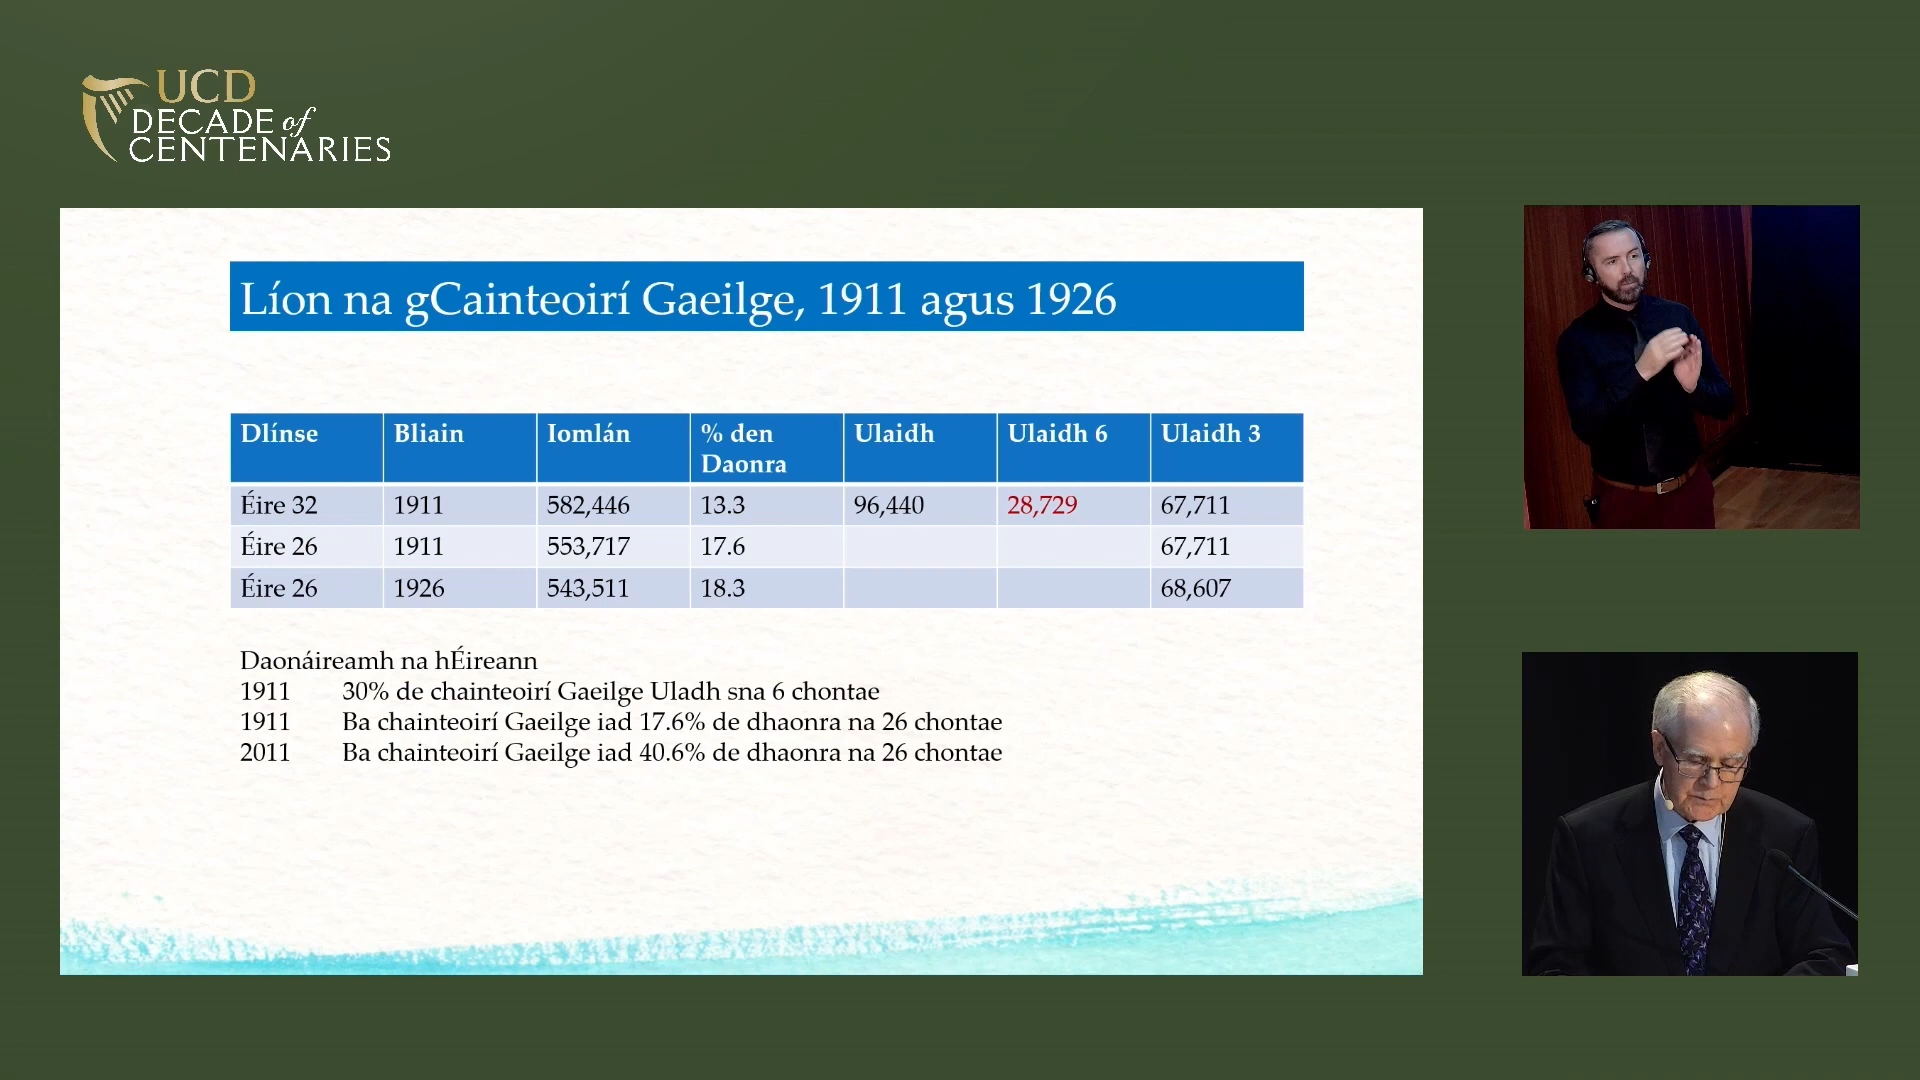 UCD
DECADE of
CENTENARIES
Líon na gCainteoirí Gaeilge, 1911 agus 1926
Dlínse Bliain Iomlán % den Daonra Ulaidh Ulaidh 6 Ulaidh 3
Éire 32 1911 582,446 13.3 96,440 28,729 67,711
Éire 26 1911 553,717 17.6 67,711
Éire 26 1926 543,511 18.3 68,607
Daonáireamh na hÉireann
1911 30% de chainteoirí Gaeilge Uladh sna 6 chontae
1911 Ba chainteoirí Gaeilge iad 17.6% de dhaonra na 26 chontae
2011 Ba chainteoirí Gaeilge iad 40.6% de dhaonra na 26 chontae